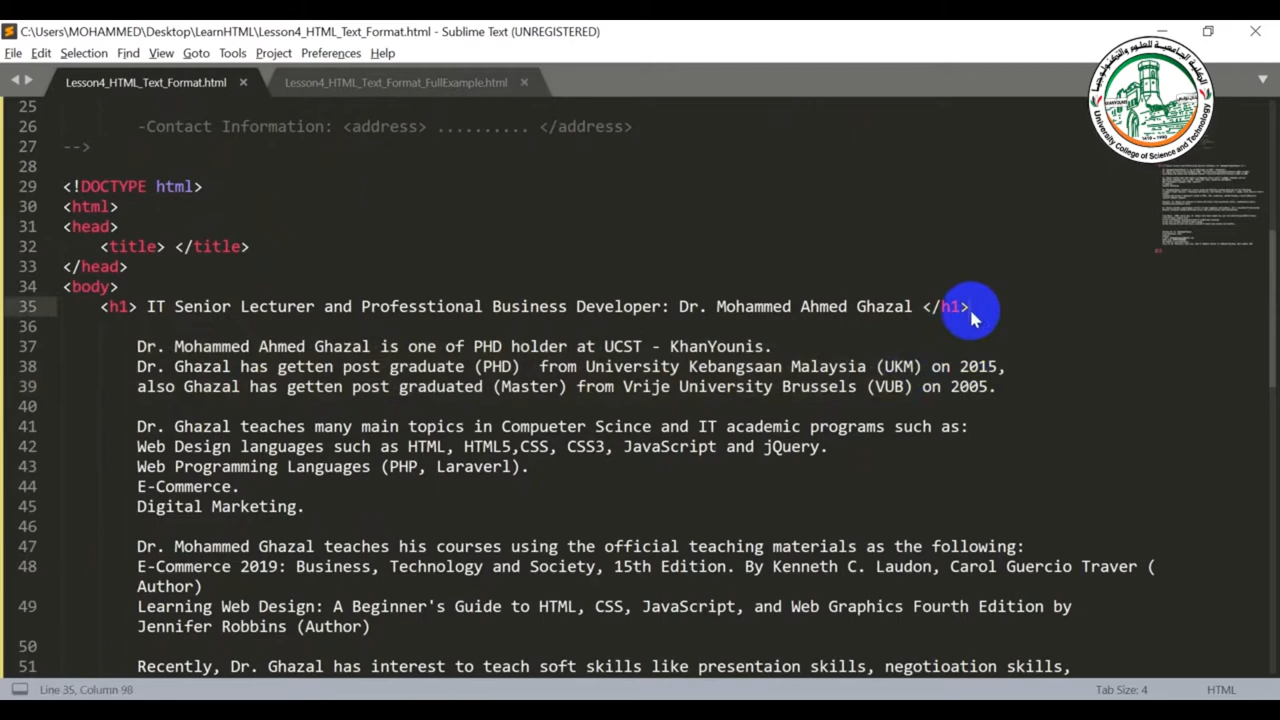 C:\Users\MOHAMMED\Desktop\LearnHTML\Lesson4_HTML_Text_Format.html - Sublime Text (UNREGISTERED)
File Edit Selection Find View Goto Tools Project Preferences Help
Lesson4_HTML_Text_Format.html Lesson4_HTML_Text_Format_FullExample.html
الكلية الجامعية للعلوم والتكنولوجيا
University College of Science and Technology
25
26 -Contact Information: <address> .......... </address>
27 -->
28
29 <!DOCTYPE html>
30 <html>
31 <head>
32 <title> </title>
33 </head>
34 <body>
35 <h1> IT Senior Lecturer and Professtional Business Developer: Dr. Mohammed Ahmed Ghazal </h1>
36
37 Dr. Mohammed Ahmed Ghazal is one of PHD holder at UCST - KhanYounis.
38 Dr. Ghazal has getten post graduate (PHD)  from University Kebangsaan Malaysia (UKM) on 2015,
39 also Ghazal has getten post graduated (Master) from Vrije University Brussels (VUB) on 2005.
40
41 Dr. Ghazal teaches many main topics in Compueter Scince and IT academic programs such as:
42 Web Design languages such as HTML, HTML5,CSS, CSS3, JavaScript and jQuery.
43 Web Programming Languages (PHP, Laraverl).
44 E-Commerce.
45 Digital Marketing.
46
47 Dr. Mohammed Ghazal teaches his courses using the official teaching materials as the following:
48 E-Commerce 2019: Business, Technology and Society, 15th Edition. By Kenneth C. Laudon, Carol Guercio Traver (
Author)
49 Learning Web Design: A Beginner's Guide to HTML, CSS, JavaScript, and Web Graphics Fourth Edition by
Jennifer Robbins (Author)
50
51 Recently, Dr. Ghazal has interest to teach soft skills like presentaion skills, negotioation skills,
Line 35, Column 98 Tab Size: 4 HTML